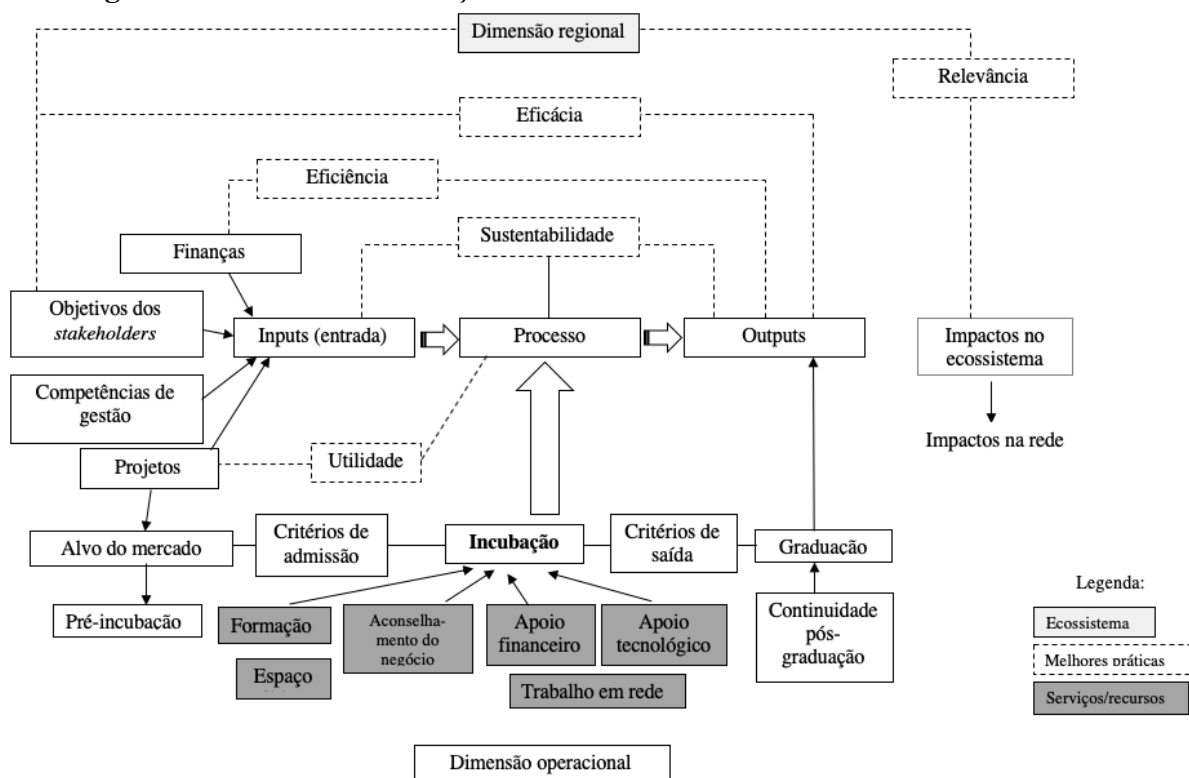 Dimensão regional
Relevância
Eficácia
Eficiência
Sustentabilidade
Finanças
Objetivos dos
stakeholders
Inputs (entrada)
Processo
Outputs
Impactos no
ecossistema
Competências de
gestão
Impactos na rede
Projetos
Utilidade
Alvo do mercado
Critérios de
admissão
Incubação
Critérios de
saída
Graduação
Pré-incubação
Formação
Aconselha-
mento do
negócio
Apoio
financeiro
Apoio
tecnológico
Continuidade
pós-
graduação
Espaço
Trabalho em rede
Legenda:
Ecossistema
Melhores práticas
Serviços/recursos
Dimensão operacional